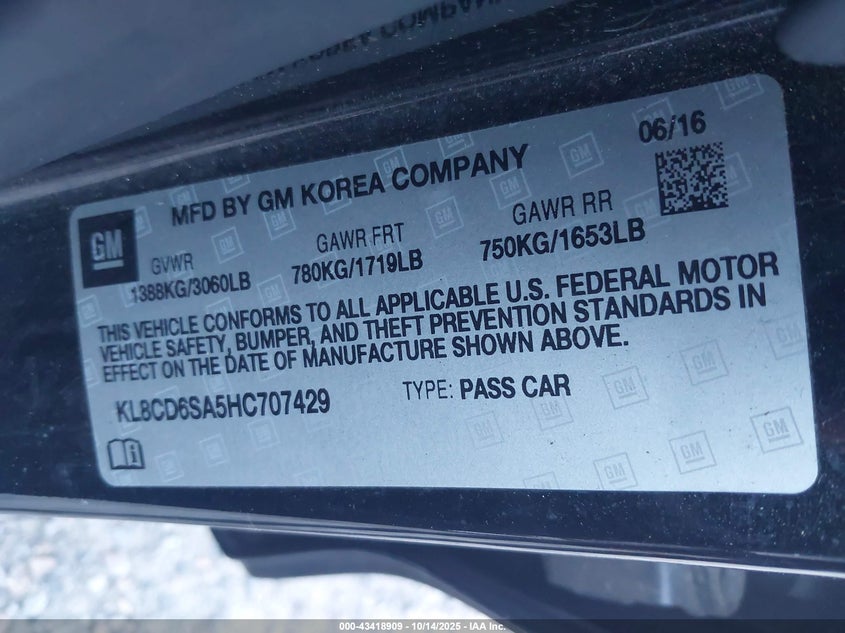 06/16
MFD BY GM KOREA COMPANY
GM
GVWR
1388KG/3060LB
GAWR FRT
780KG/1719LB
GAWR RR
750KG/1653LB
THIS VEHICLE CONFORMS TO ALL APPLICABLE U.S. FEDERAL MOTOR
VEHICLE SAFETY, BUMPER, AND THEFT PREVENTION STANDARDS IN
EFFECT ON THE DATE OF MANUFACTURE SHOWN ABOVE.
KL8CD6SA5HC707429
TYPE: PASS CAR
000-43418909 | 10/14/2025 - IAA Inc.